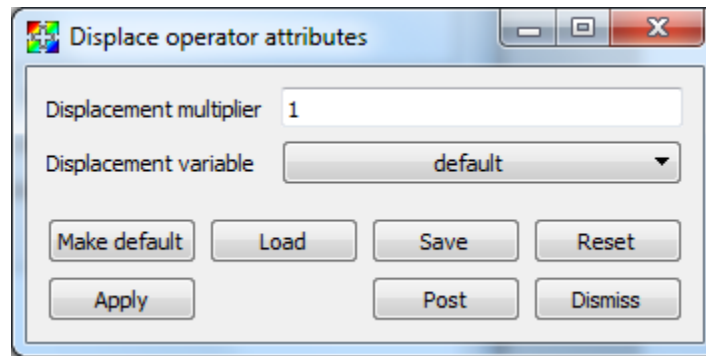 Displace operator attributes
Displacement multiplier 1
Displacement variable default
Make default Load Save Reset
Apply Post Dismiss